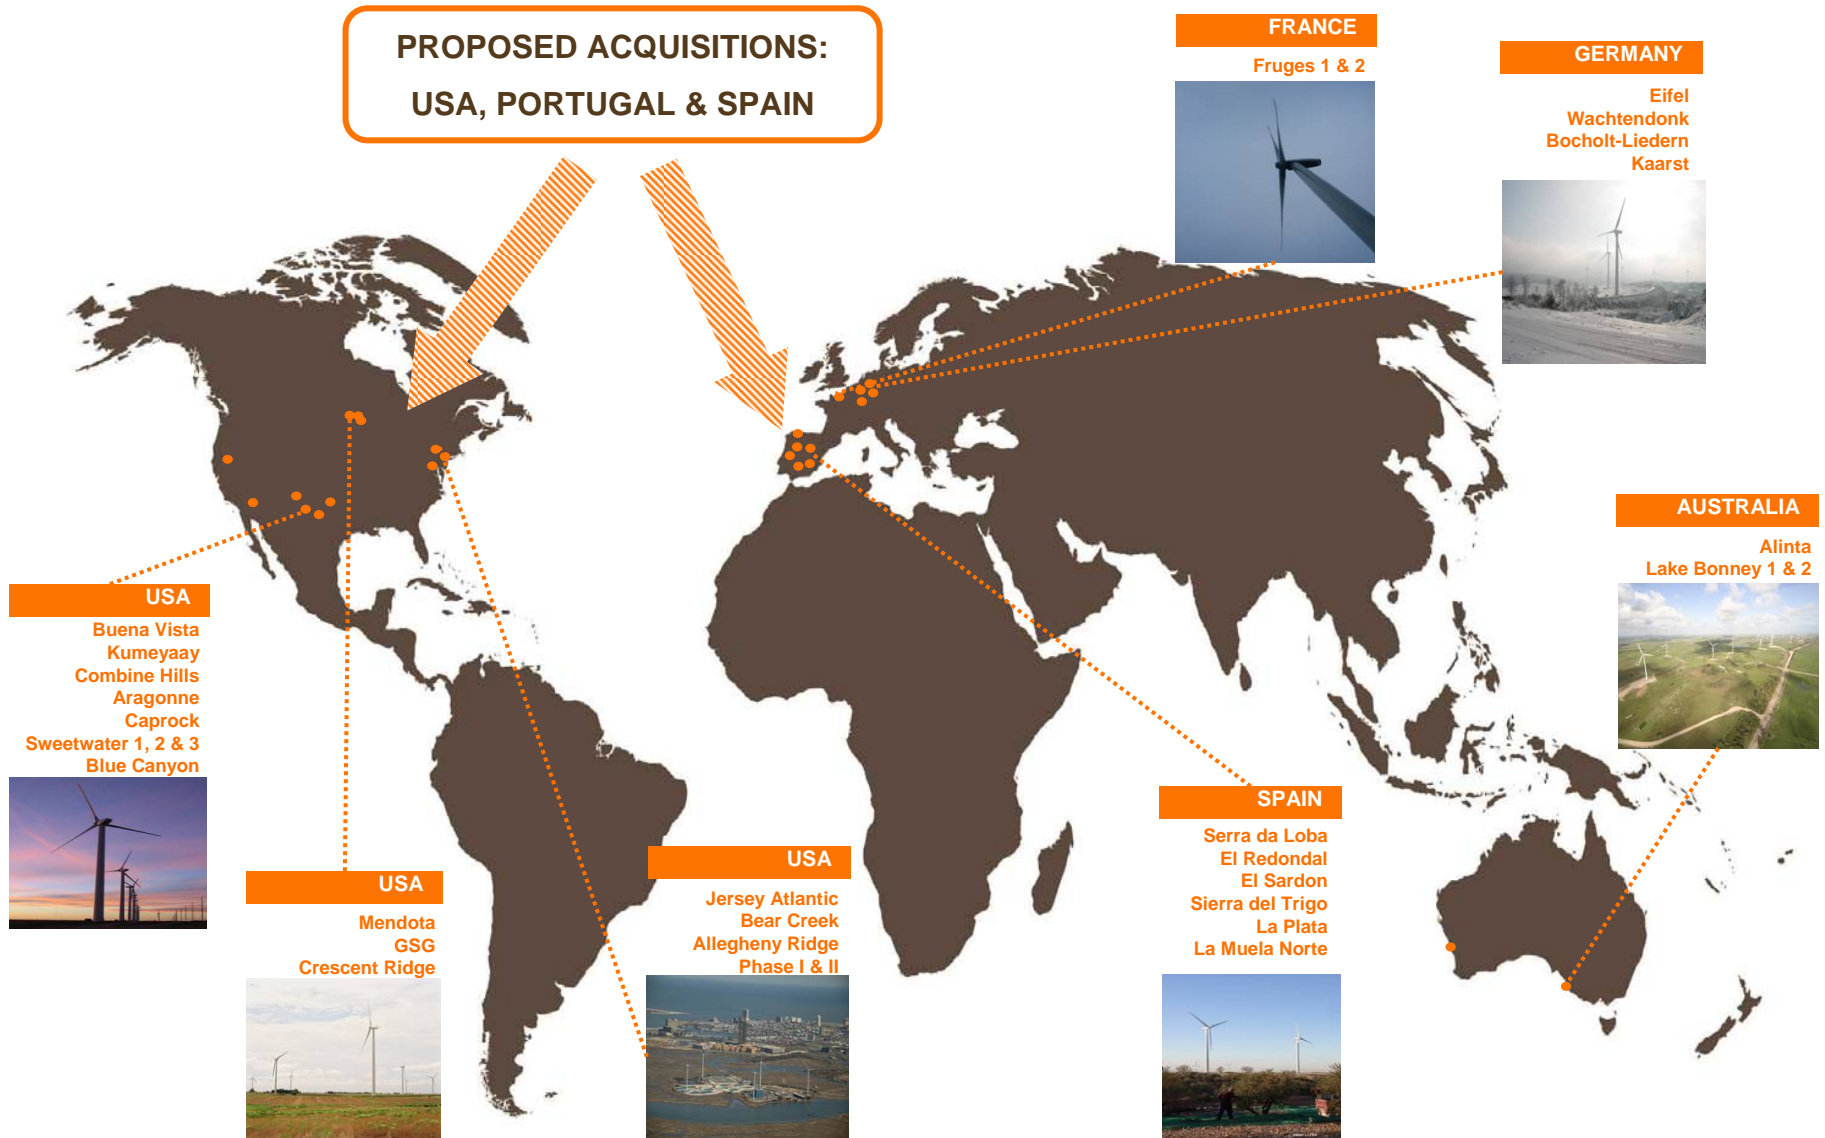 PROPOSED ACQUISITIONS:
USA, PORTUGAL & SPAIN
FRANCE
Fruges 1 & 2
GERMANY
Eifel
Wachtendonk
Bocholt-Liedern
Kaarst
AUSTRALIA
Alinta
Lake Bonney 1 & 2
USA
Buena Vista
Kumeyaay
Combine Hills
Aragonne
Caprock
Sweetwater 1, 2 & 3
Blue Canyon
USA
Mendota
GSG
Crescent Ridge
USA
Jersey Atlantic
Bear Creek
Allegheny Ridge
Phase I & II
SPAIN
Serra da Loba
El Redondal
El Sardon
Sierra del Trigo
La Plata
La Muela Norte